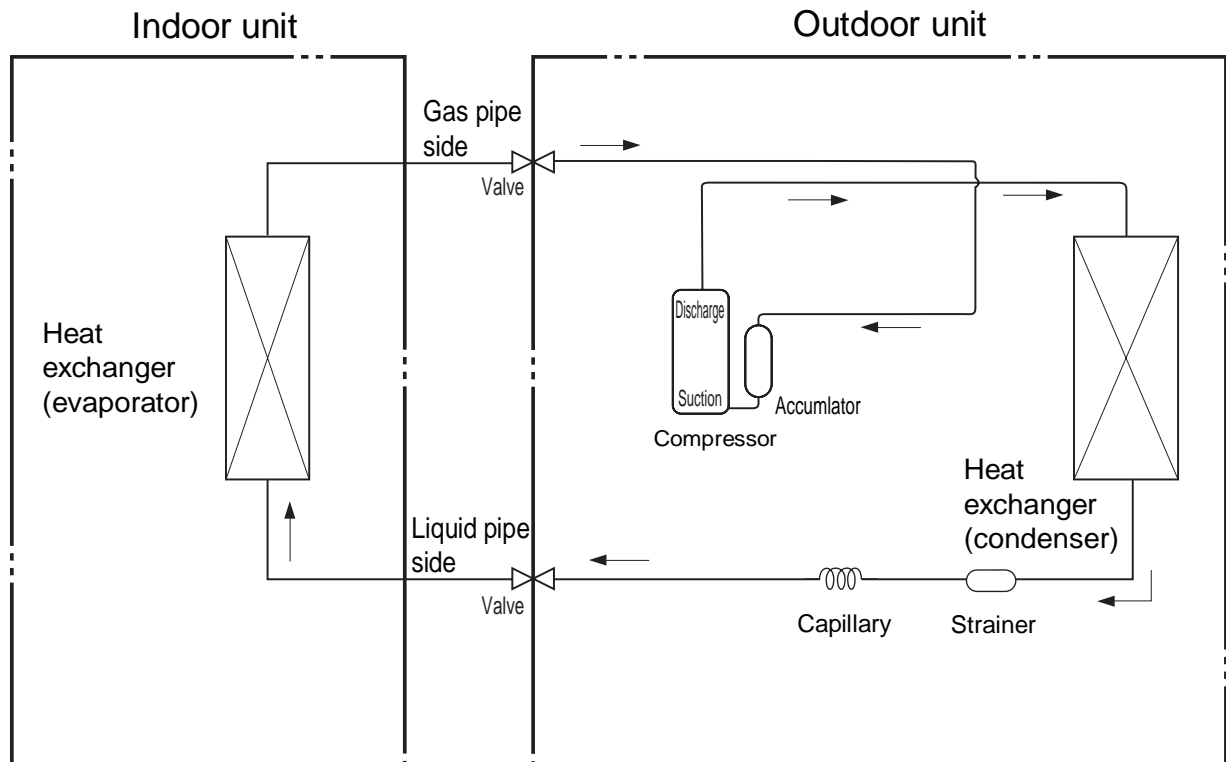 Indoor unit
Outdoor unit
Gas pipe
side
Valve
Discharge
Suction
Accumlator
Compressor
Heat
exchanger
(evaporator)
Heat
exchanger
(condenser)
Liquid pipe
side
Valve
Capillary
Strainer